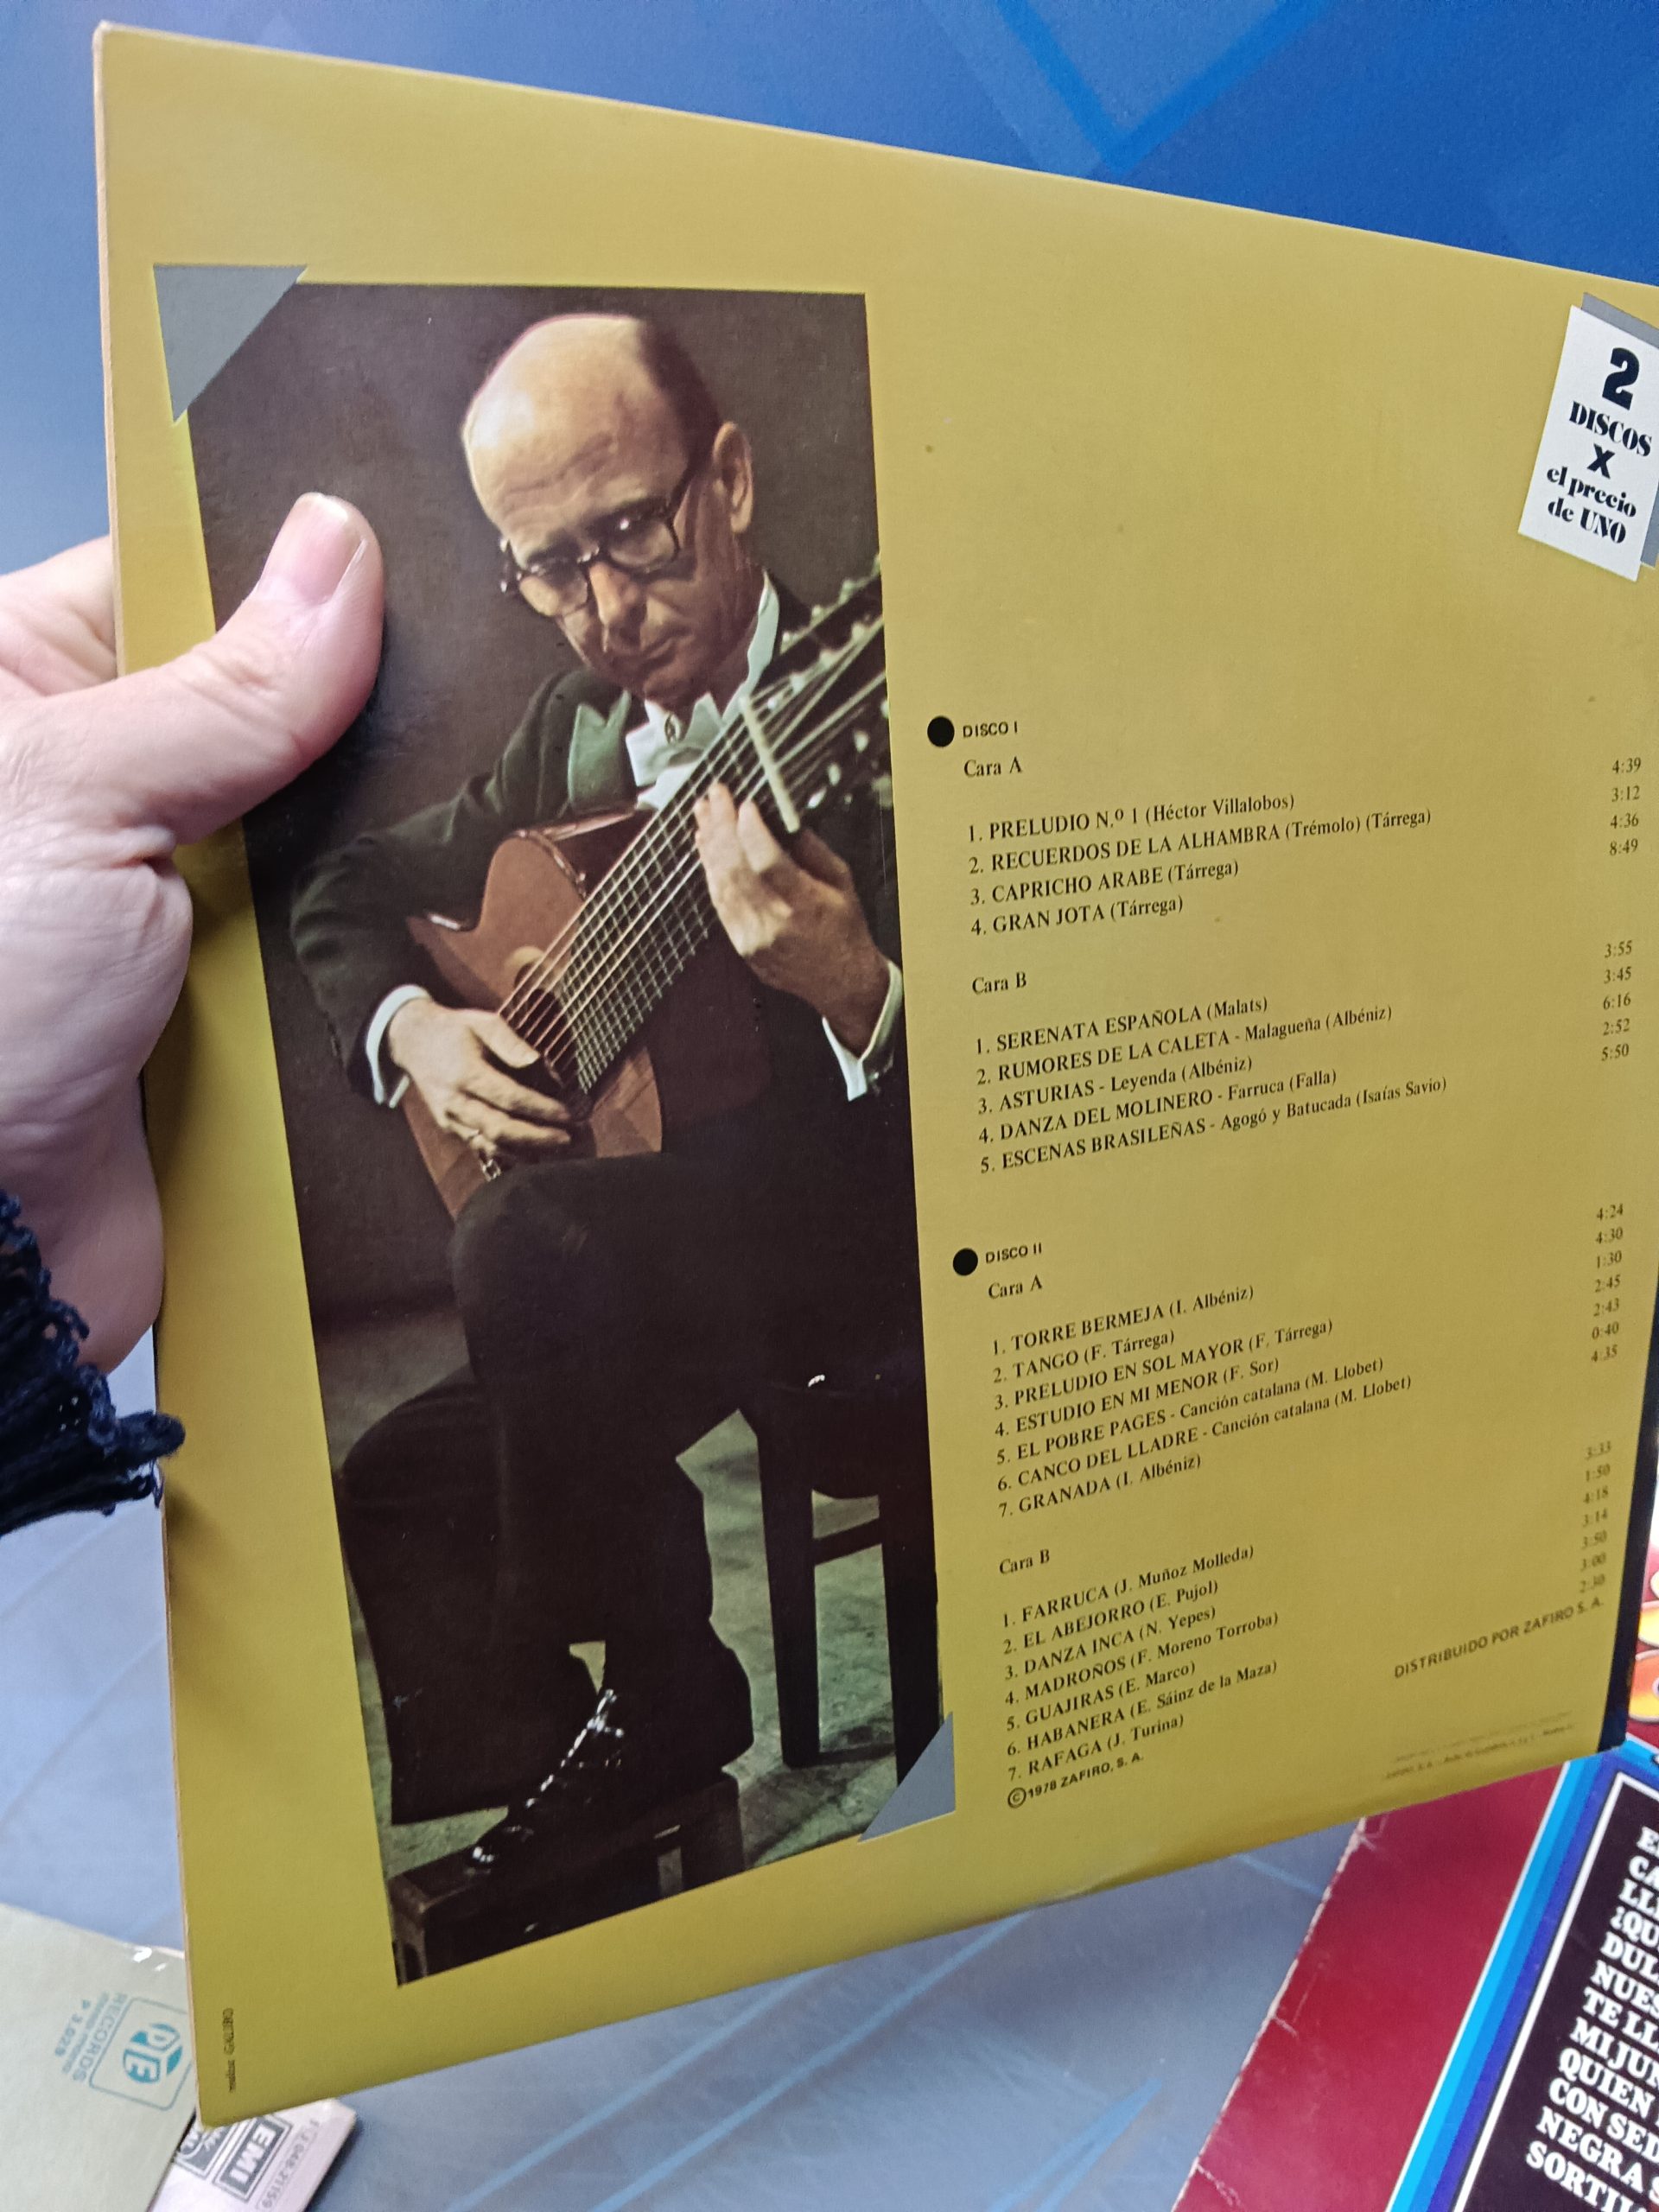 2
DISCOS
X
el precio
de UNO
DISCO I
Cara A
1. PRELUDIO N.º 1 (Héctor Villalobos) 4:39
2. RECUERDOS DE LA ALHAMBRA (Trémolo) (Tárrega) 3:12
3. CAPRICHO ARABE (Tárrega) 4:36
4. GRAN JOTA (Tárrega) 8:49
Cara B
1. SERENATA ESPAÑOLA (Malats) 3:55
2. RUMORES DE LA CALETA - Malagueña (Albéniz) 3:45
3. ASTURIAS - Leyenda (Albéniz) 6:16
4. DANZA DEL MOLINERO - Farruca (Falla) 2:52
5. ESCENAS BRASILEÑAS - Agogó y Batucada (Isaías Savio) 5:50
DISCO II
Cara A
1. TORRE BERMEJA (I. Albéniz) 4:24
2. TANGO (F. Tárrega) 4:30
3. PRELUDIO EN SOL MAYOR (F. Tárrega) 1:30
4. ESTUDIO EN MI MENOR (F. Sor) 2:45
5. EL POBRE PAGES - Canción catalana (M. Llobet) 2:43
6. CANCO DEL LLADRE - Canción catalana (M. Llobet) 0:40
7. GRANADA (I. Albéniz) 4:35
Cara B
1. FARRUCA (J. Muñoz Molleda) 3:33
2. EL ABEJORRO (E. Pujol) 1:50
3. DANZA INCA (N. Yepes) 4:18
4. MADROÑOS (F. Moreno Torroba) 3:14
5. GUAJIRAS (E. Marco) 3:50
6. HABANERA (E. Sáinz de la Maza) 3:00
7. RAFAGA (J. Turina) 2:30
©1978 ZAFIRO, S. A.
DISTRIBUIDO POR ZAFIRO S. A.
GALIBO
RECORDS
P 3.029
EMI
NEGRA